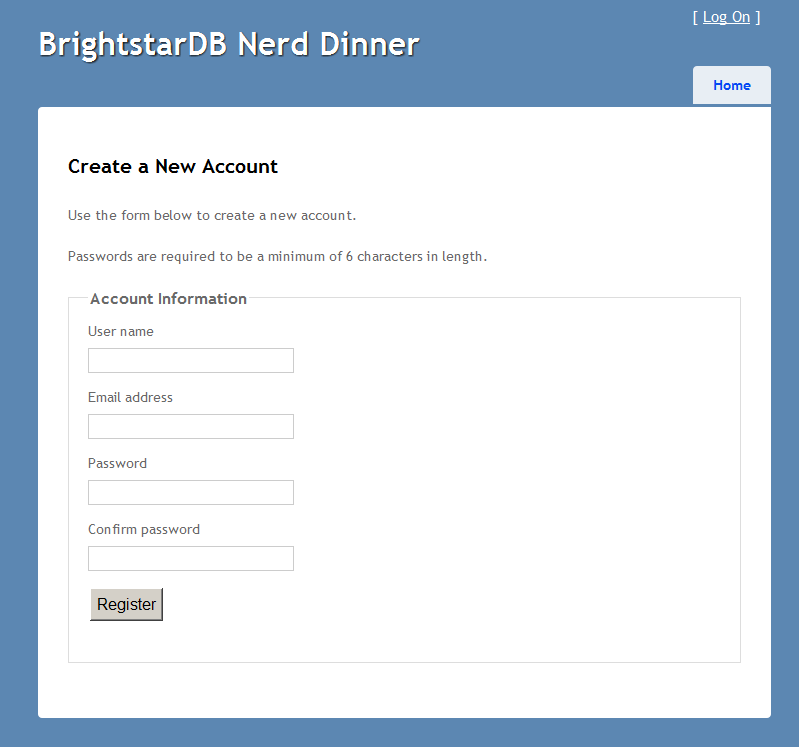 [ Log On ]
BrightstarDB Nerd Dinner
Home
Create a New Account
Use the form below to create a new account.
Passwords are required to be a minimum of 6 characters in length.
Account Information
User name
Email address
Password
Confirm password
Register